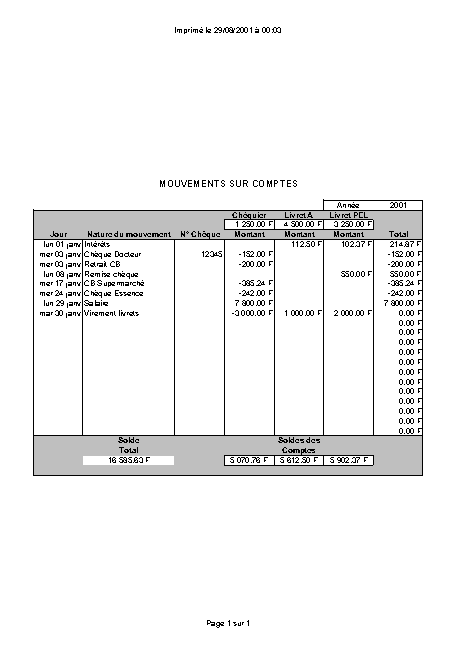 Imprimé le 29/08/2001 à 00:03
MOUVEMENTS SUR COMPTES
Année 2001
Chéquier Livret A Livret PEL
1 250.00 F 4 500.00 F 3 250.00 F
Jour Nature du mouvement N° Chèque Montant Montant Montant Total
lun 01 janv Intérêts 112.50 F 102.37 F 214.87 F
mer 03 janv Chèque Docteur 12345 -152.00 F -152.00 F
mer 03 janv Retrait CB -200.00 F -200.00 F
lun 08 janv Remise chèque 550.00 F 550.00 F
mer 17 janv CB Supermarché -385.24 F -385.24 F
mer 24 janv Chèque Essence -242.00 F -242.00 F
lun 29 janv Salaire 7 800.00 F 7 800.00 F
mar 30 janv Virement livrets -3 000.00 F 1 000.00 F 2 000.00 F 0.00 F
0.00 F
0.00 F
0.00 F
0.00 F
0.00 F
0.00 F
0.00 F
0.00 F
0.00 F
0.00 F
0.00 F
0.00 F
Solde Soldes des
Total Comptes
16 585.63 F 5 070.76 F 5 612.50 F 5 902.37 F
Page 1 sur 1